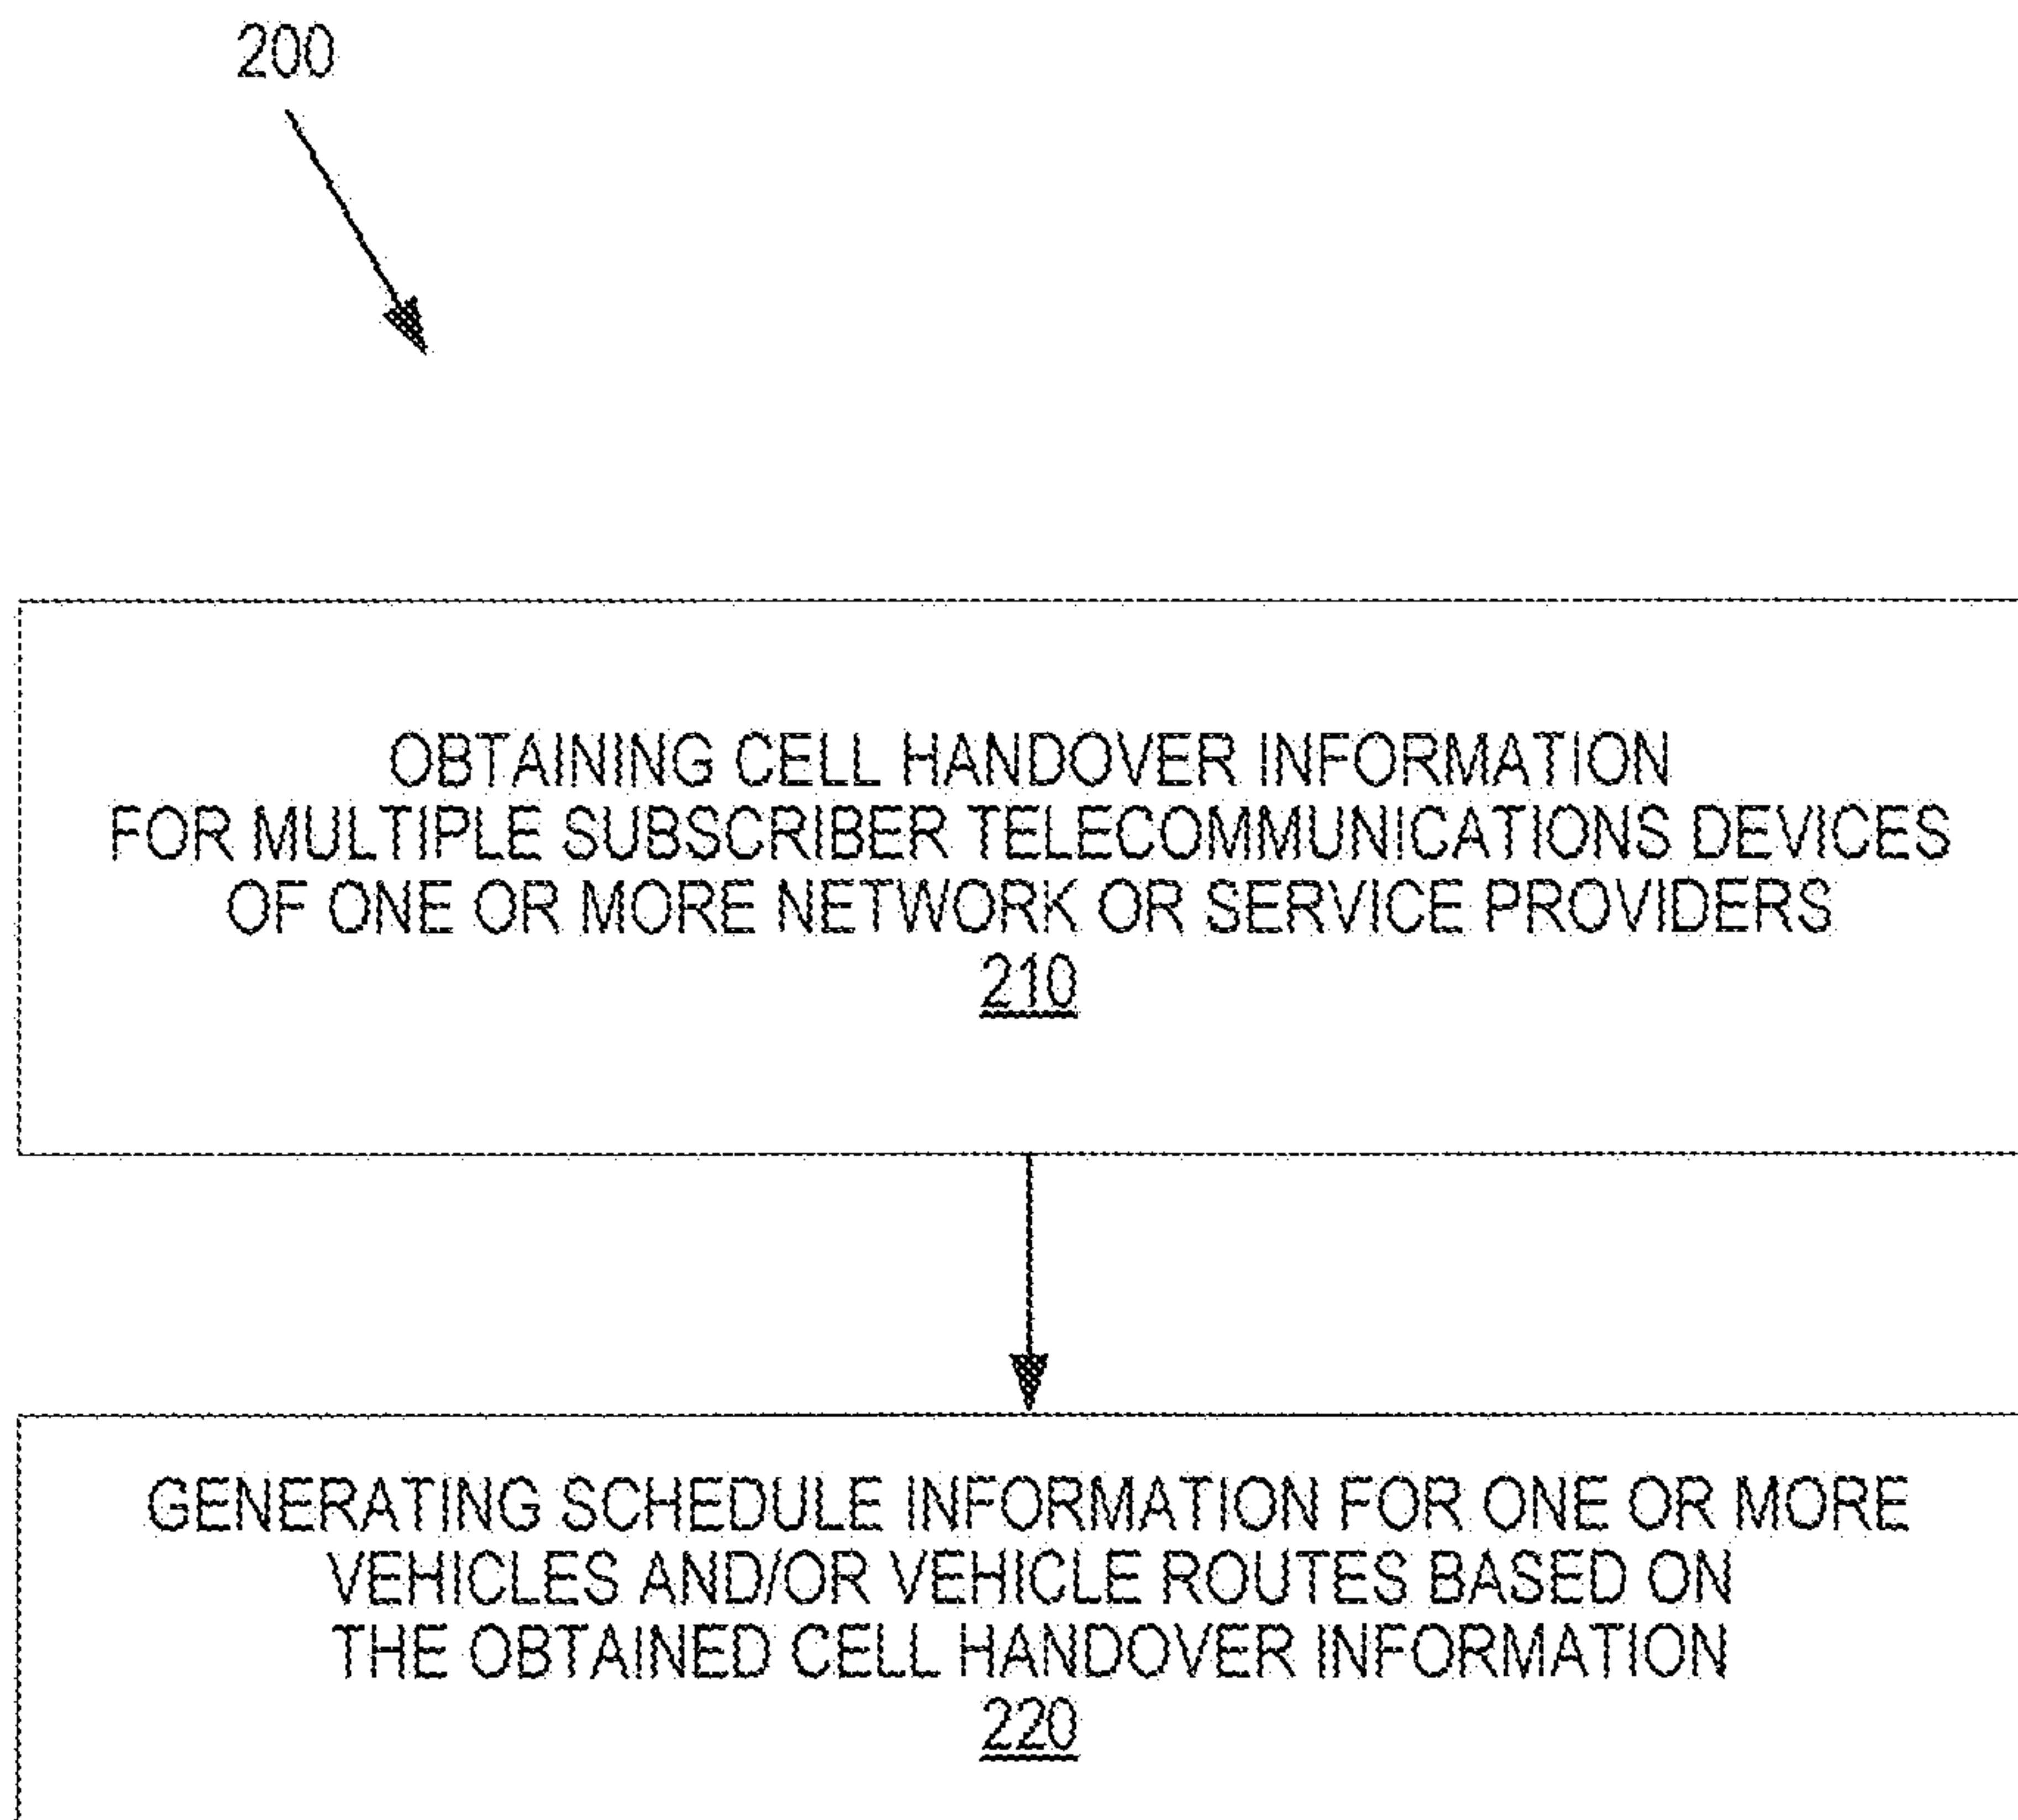 200
OBTAINING CELL HANDOVER INFORMATION
FOR MULTIPLE SUBSCRIBER TELECOMMUNICATIONS DEVICES
OF ONE OR MORE NETWORK OR SERVICE PROVIDERS
210
GENERATING SCHEDULE INFORMATION FOR ONE OR MORE
VEHICLES AND/OR VEHICLE ROUTES BASED ON
THE OBTAINED CELL HANDOVER INFORMATION
220